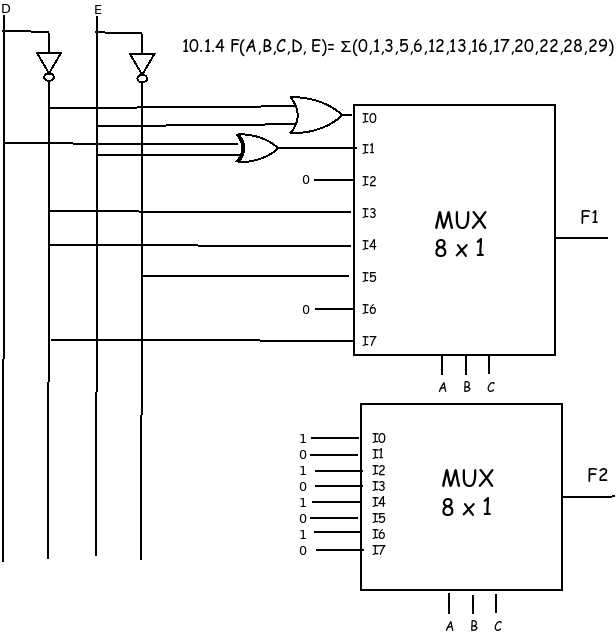 D E
10.1.4 F(A,B,C,D, E)= Σ(0,1,3,5,6,12,13,16,17,20,22,28,29)
I0
I1
0 I2
I3
MUX F1
I4
8 x 1
I5
0 I6
I7
A B C
1 I0
0 I1
1 I2
MUX F2
0 I3
1 I4
8 x 1
0 I5
1 I6
0 I7
A B C